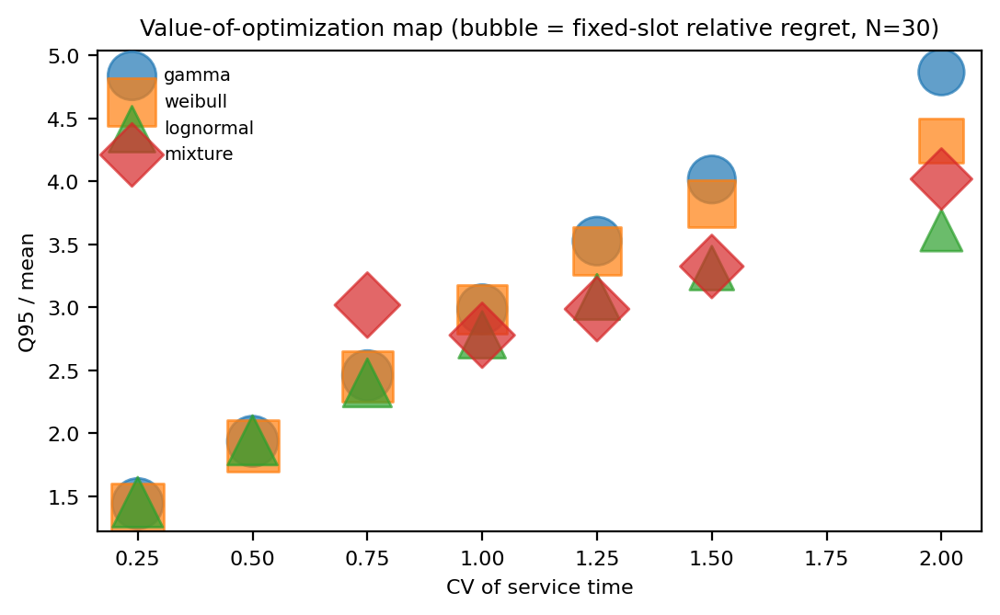 Value-of-optimization map (bubble = fixed-slot relative regret, N=30)
Q95 / mean
5.0
4.5
4.0
3.5
3.0
2.5
2.0
1.5
gamma
weibull
lognormal
mixture
0.25 0.50 0.75 1.00 1.25 1.50 1.75 2.00
CV of service time